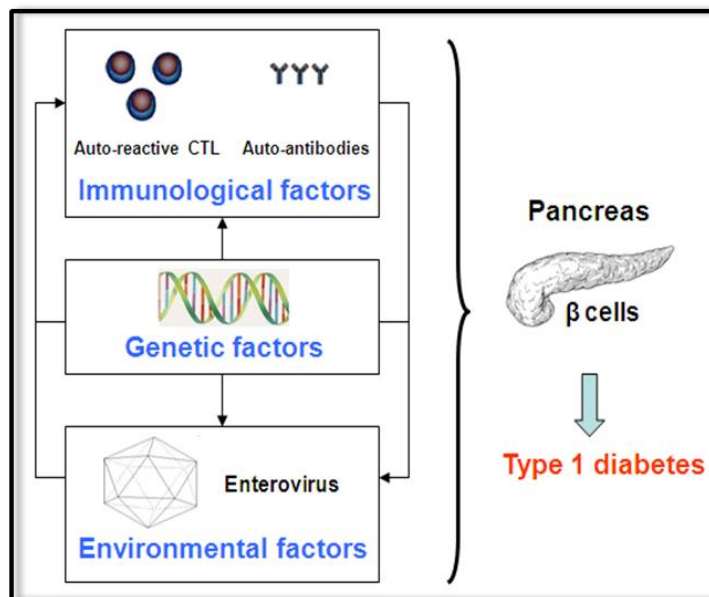 Auto-reactive CTL Auto-antibodies
Immunological factors
Genetic factors
Enterovirus
Environmental factors
Pancreas
β cells
Type 1 diabetes